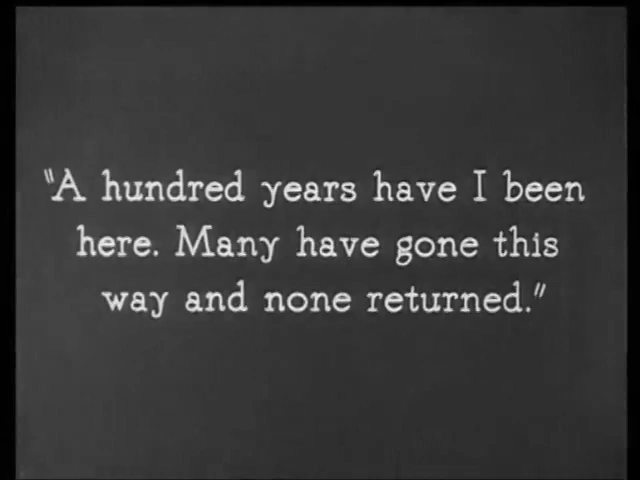 "A hundred years have I been
here. Many have gone this
way and none returned."